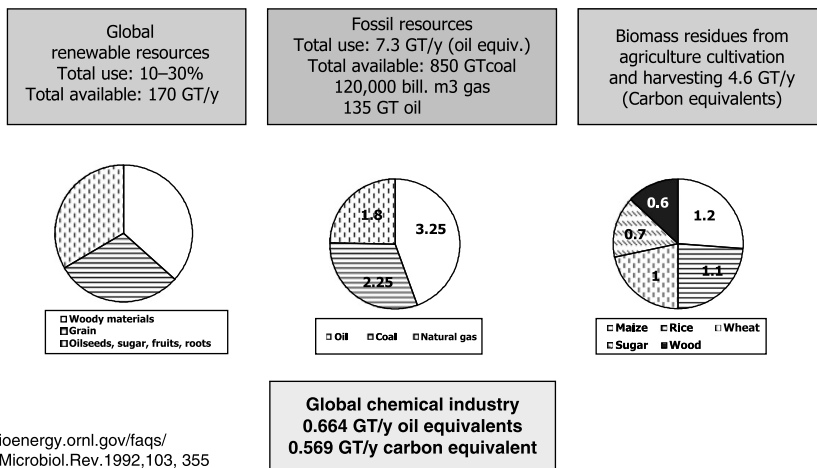 Global
renewable resources
Total use: 10–30%
Total available: 170 GT/y
Fossil resources
Total use: 7.3 GT/y (oil equiv.)
Total available: 850 GTcoal
120,000 bill. m3 gas
135 GT oil
Biomass residues from
agriculture cultivation
and harvesting 4.6 GT/y
(Carbon equivalents)
1.8
3.25
2.25
0.6
1.2
0.7
1.1
1
Woody materials
Grain
Oilseeds, sugar, fruits, roots
Oil Coal Natural gas
Maize Rice Wheat
Sugar Wood
Global chemical industry
0.664 GT/y oil equivalents
0.569 GT/y carbon equivalent
ioenergy.ornl.gov/faqs/
Microbiol.Rev.1992,103, 355